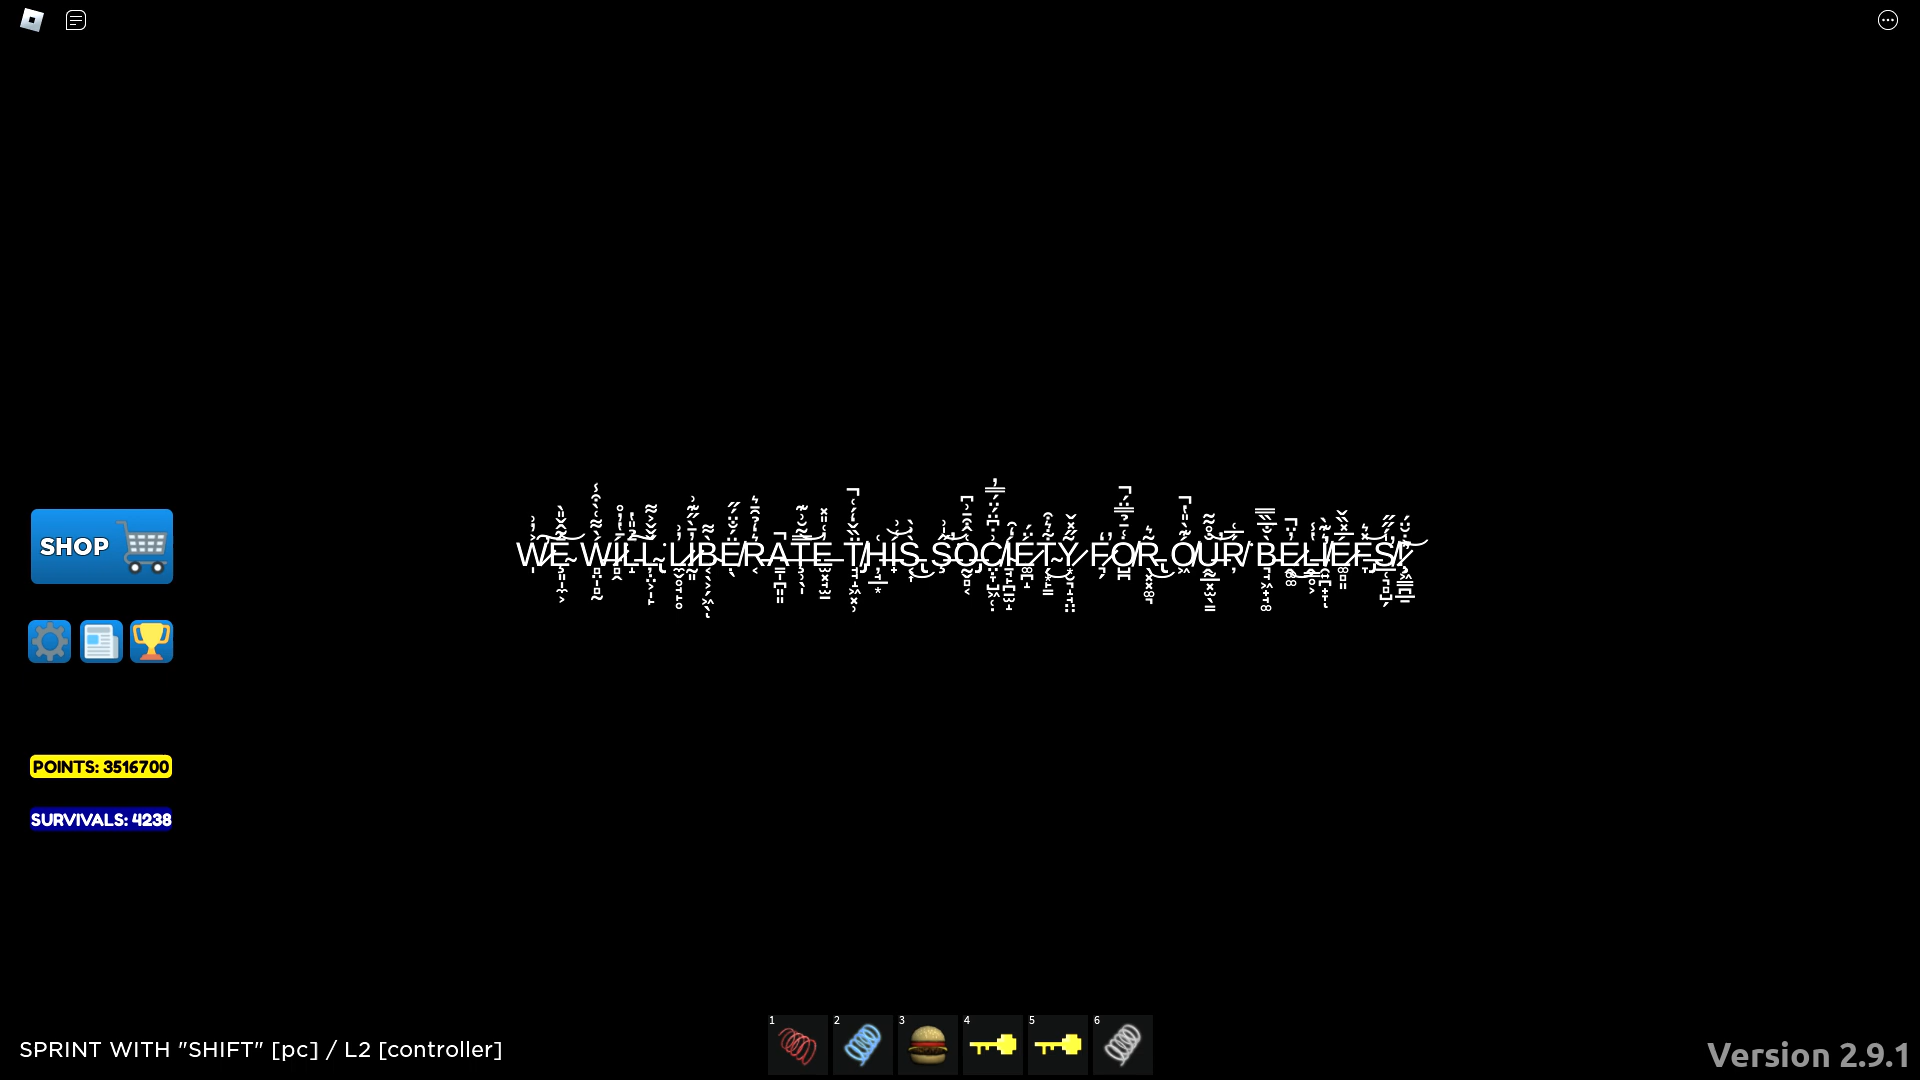 WE WILL LIBERATE THIS SOCIETY FOR OUR BELIEFS!
SHOP
POINTS: 3516700
SURVIVALS: 4238
1 2 3 4 5 6
SPRINT WITH "SHIFT" [pc] / L2 [controller]
Version 2.9.1